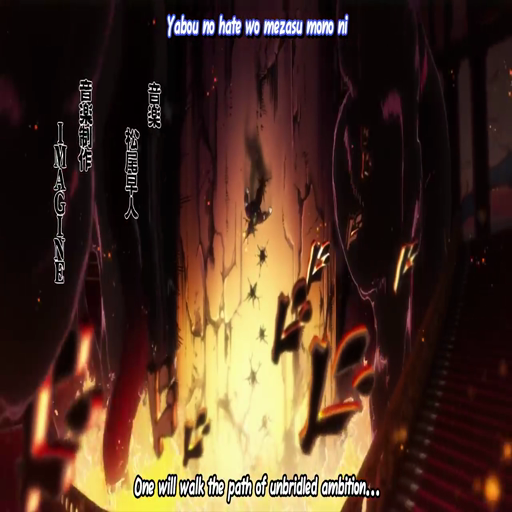 Yabou no hate wo mezasu mono ni
音楽
松尾早人
音楽制作
IMAGINE
ド
ド
ド
ド
One will walk the path of unbridled ambition...